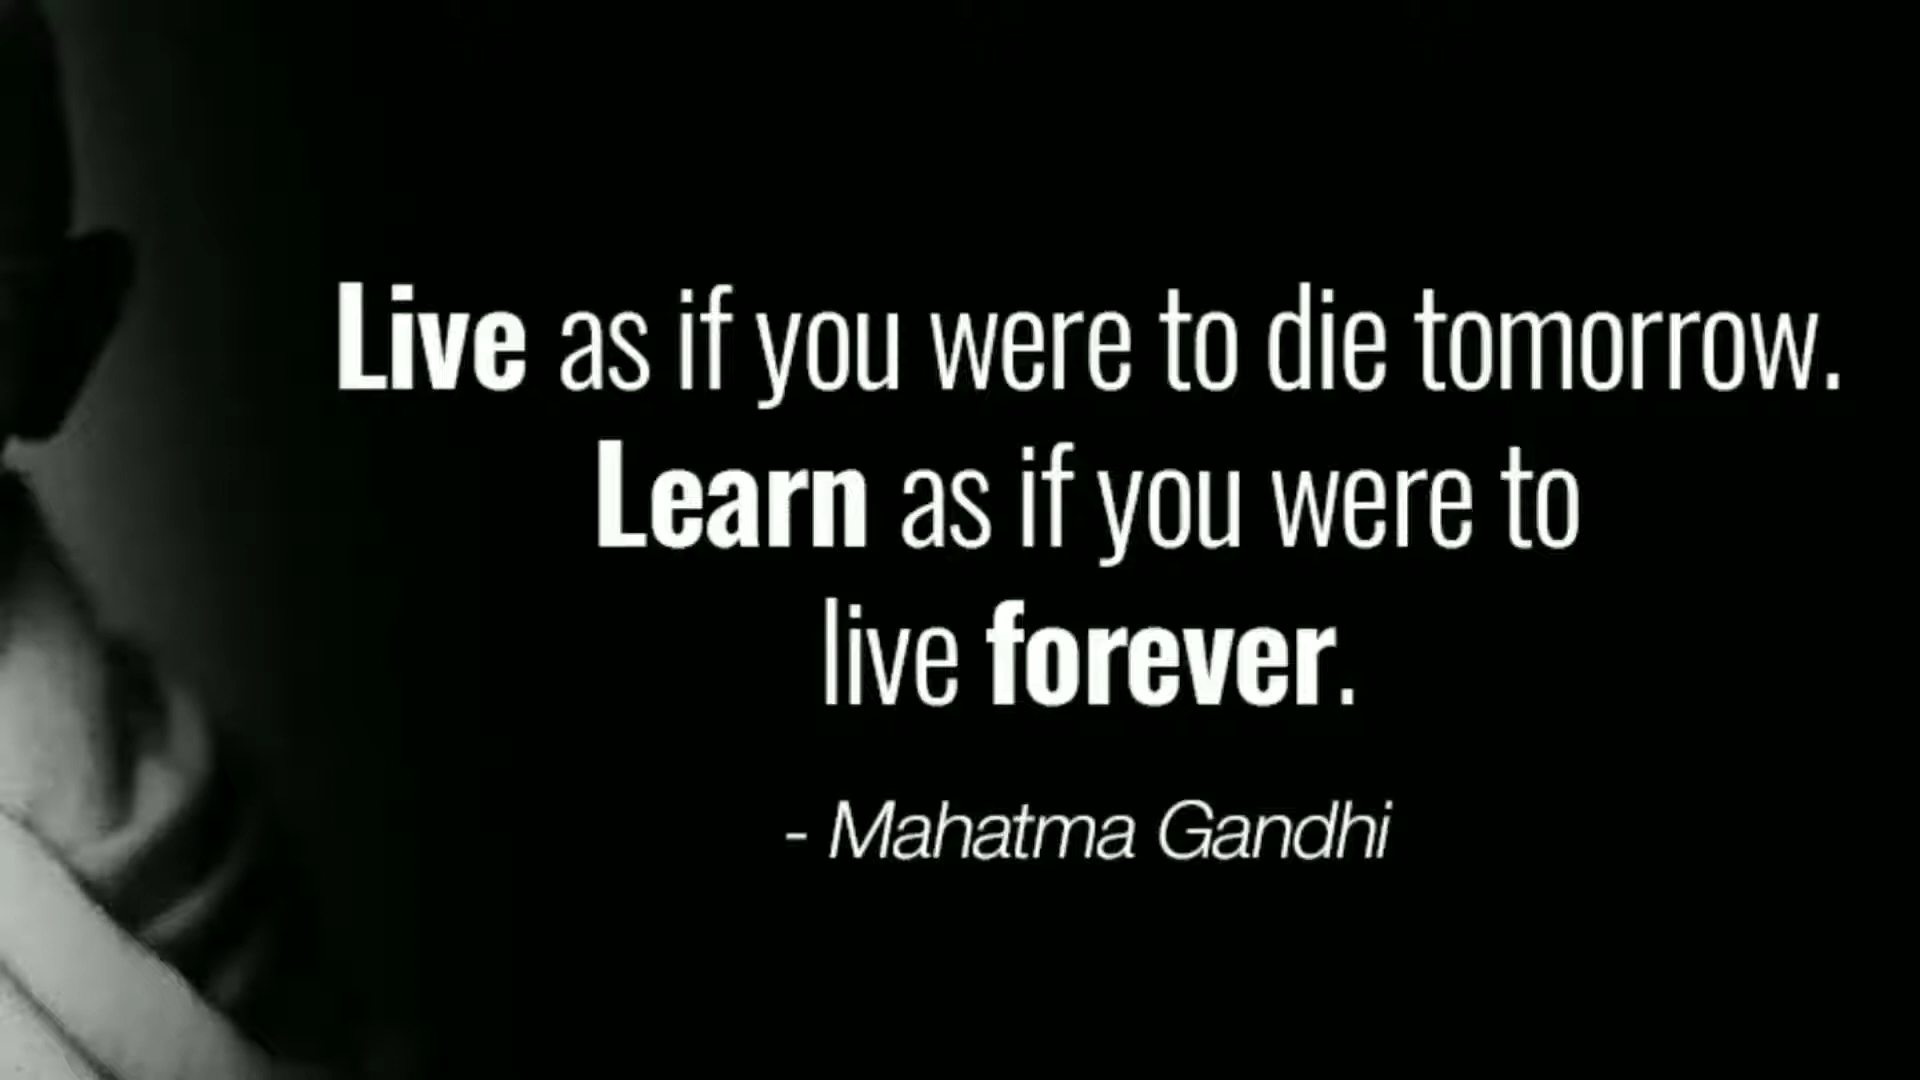 Live as if you were to die tomorrow.
Learn as if you were to
live forever.
- Mahatma Gandhi